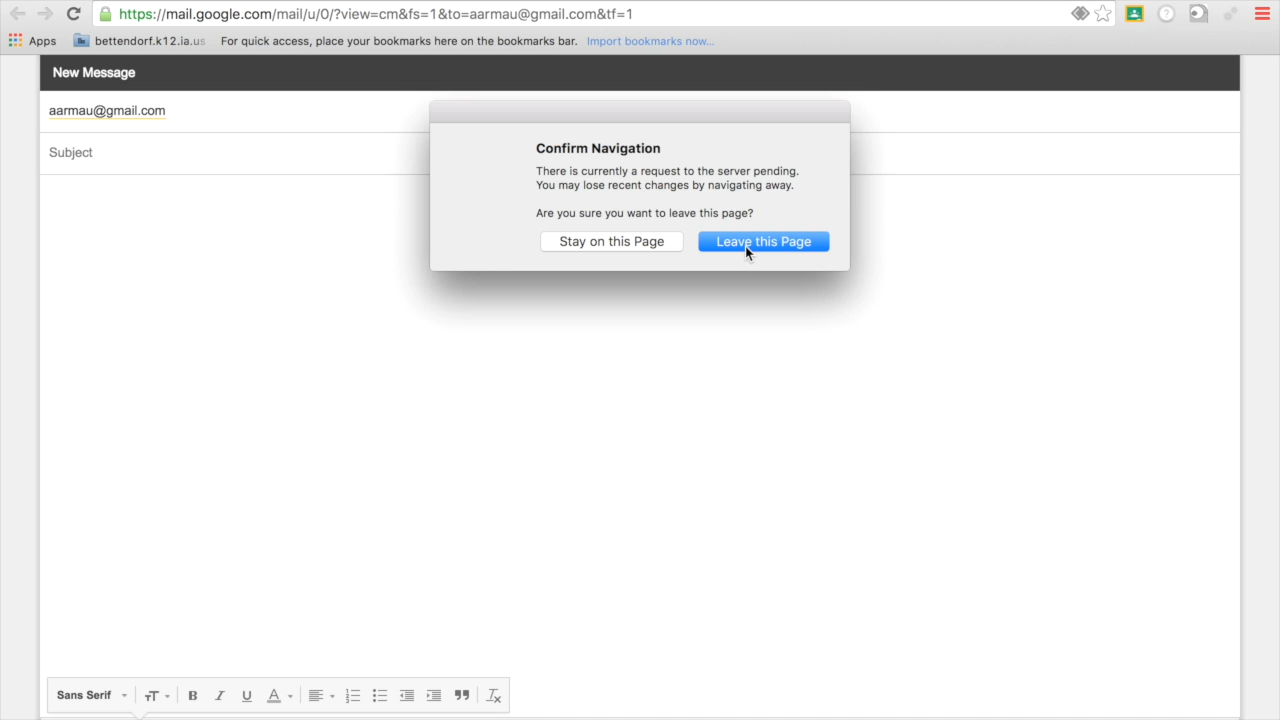 https://mail.google.com/mail/u/0/?view=cm&fs=1&to=aarmau@gmail.com&tf=1
Apps bettendorf.k12.ia.us For quick access, place your bookmarks here on the bookmarks bar. Import bookmarks now...
New Message
aarmau@gmail.com
Subject
Confirm Navigation
There is currently a request to the server pending.
You may lose recent changes by navigating away.
Are you sure you want to leave this page?
Stay on this Page Leave this Page
Sans Serif